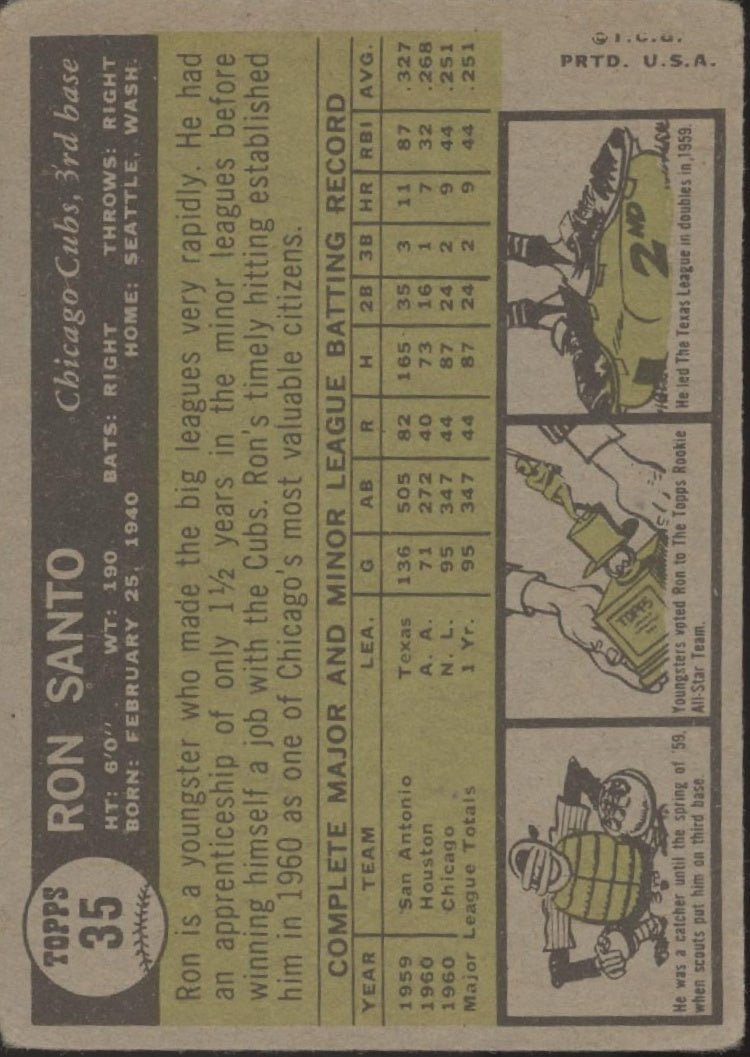 TOPPS
35
RON SANTO
Chicago Cubs, 3rd base
HT: 6'0" WT: 190 BATS: RIGHT THROWS: RIGHT
BORN: FEBRUARY 25, 1940 HOME: SEATTLE, WASH.
Ron is a youngster who made the big leagues very rapidly. He had
an apprenticeship of only 1½ years in the minor leagues before
winning himself a job with the Cubs. Ron's timely hitting established
him in 1960 as one of Chicago's most valuable citizens.
COMPLETE MAJOR AND MINOR LEAGUE BATTING RECORD
YEAR TEAM LEA. G AB R H 2B 3B HR RBI AVG.
1959 San Antonio Texas 136 505 82 165 35 3 11 87 .327
1960 Houston A. A. 71 272 40 73 16 1 7 32 .268
1960 Chicago N. L. 95 347 44 87 24 2 9 44 .251
Major League Totals 1 Yr. 95 347 44 87 24 2 9 44 .251
He was a catcher until the spring of '59,
when scouts put him on third base.
TOPPS
Youngsters voted Ron to The Topps Rookie
All-Star Team.
2ND
He led The Texas League in doubles in 1959.
© T.C.G.
PRTD. U.S.A.